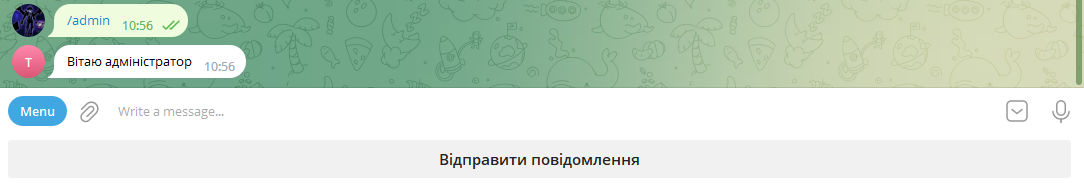 /admin 10:56
T
Вітаю адміністратор 10:56
Menu Write a message...
Відправити повідомлення